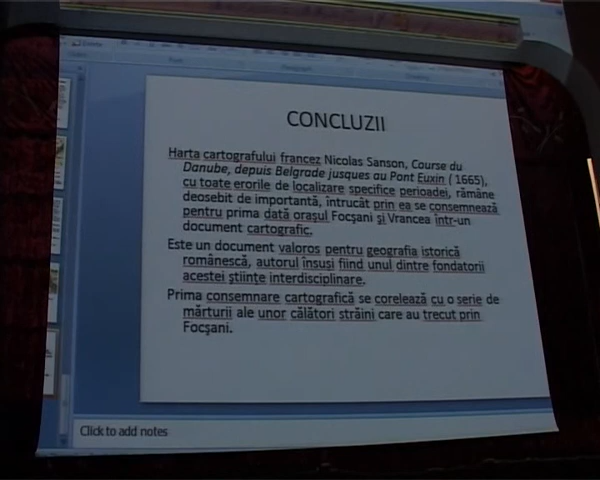 CONCLUZII
Harta cartografului francez Nicolas Sanson, Course du
Danube, depuis Belgrade jusques au Pont Euxin ( 1665),
cu toate erorile de localizare specifice perioadei, rămâne
deosebit de importantă, întrucât prin ea se consemnează
pentru prima dată orașul Focșani și Vrancea într-un
document cartografic.
Este un document valoros pentru geografia istorică
românească, autorul însuși fiind unul dintre fondatorii
acestei științe interdisciplinare.
Prima consemnare cartografică se corelează cu o serie de
mărturii ale unor călători străini care au trecut prin
Focșani.
Click to add notes